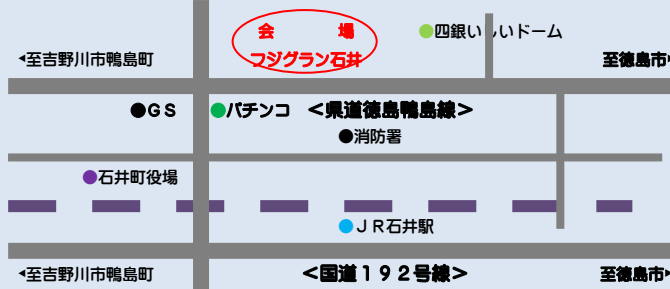 会　　　場
フジグラン石井
●四銀いしいドーム
◂至吉野川市鴨島町
至徳島市
●ＧＳ
●パチンコ
＜県道徳島鴨島線＞
●消防署
●石井町役場
●ＪＲ石井駅
◂至吉野川市鴨島町
＜国道１９２号線＞
至徳島市▸